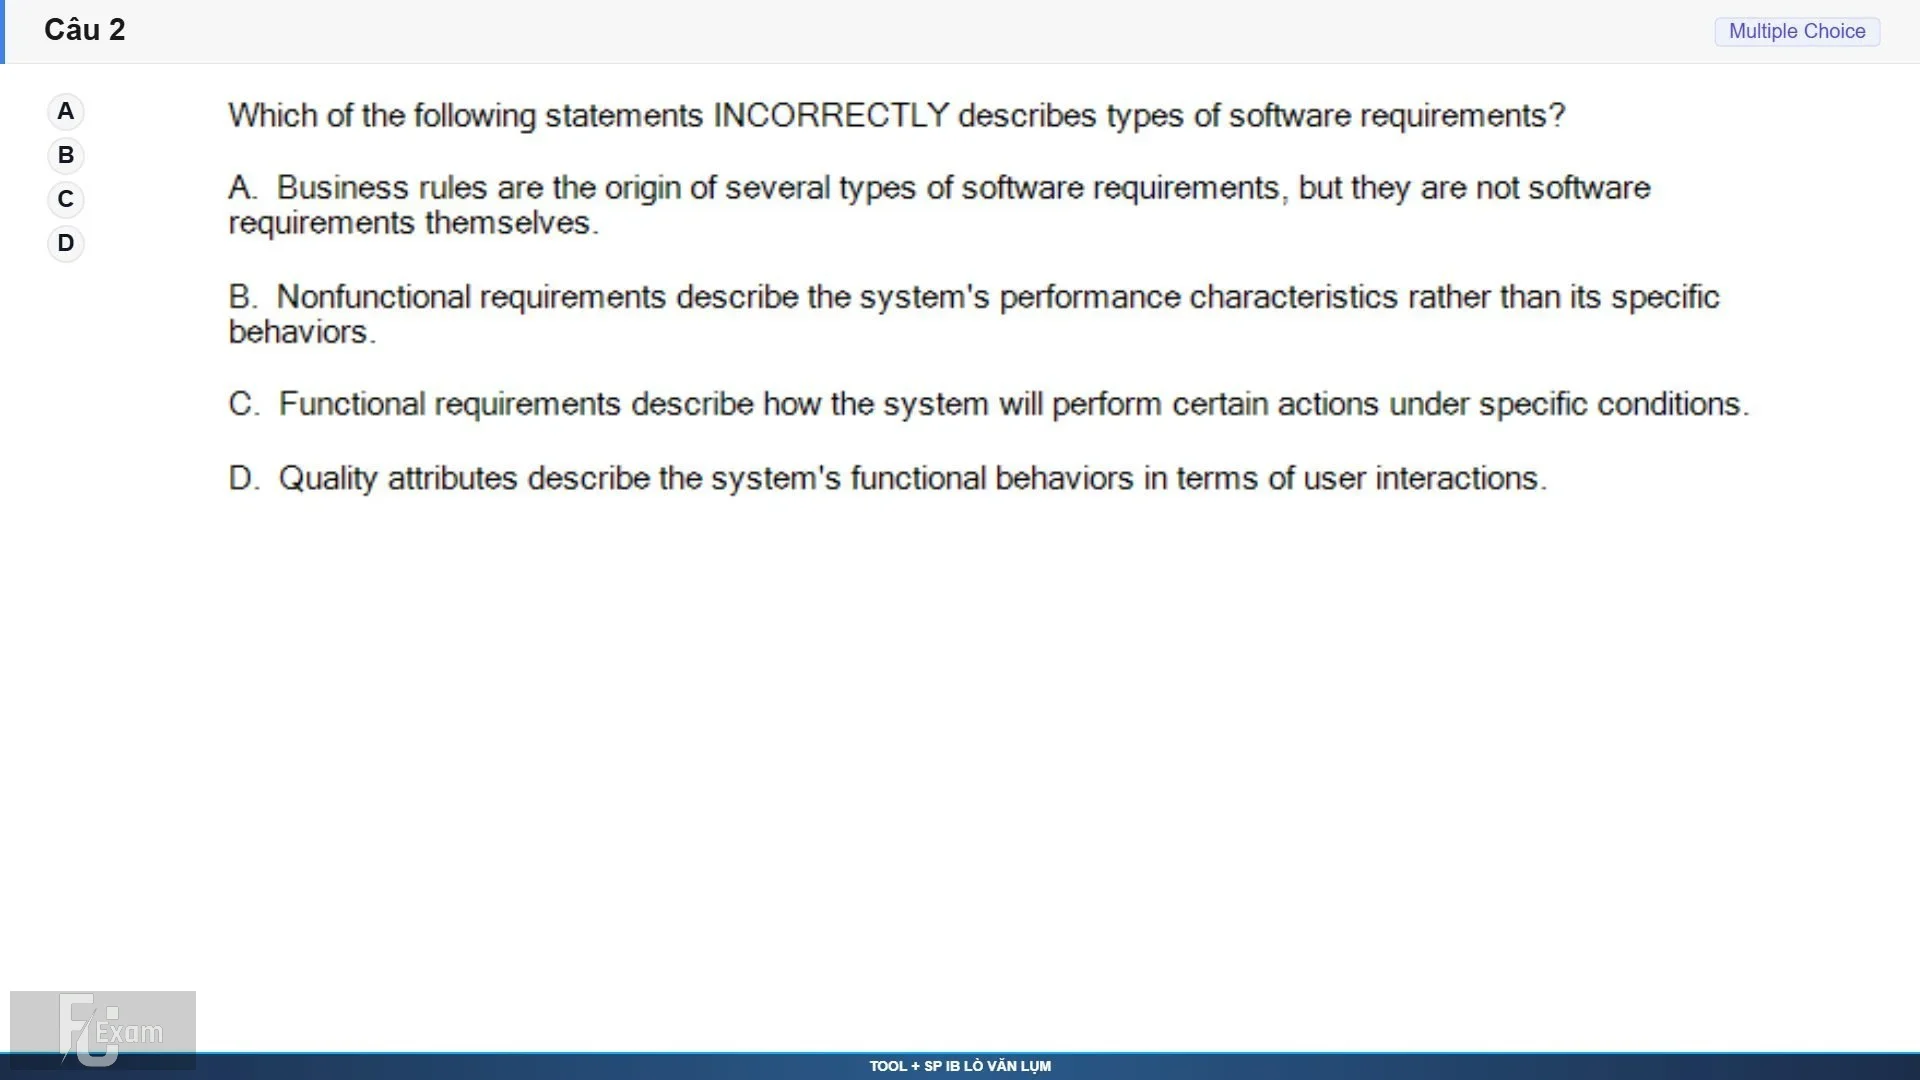 Câu 2
Multiple Choice
A
B
C
D
Which of the following statements INCORRECTLY describes types of software requirements?
A. Business rules are the origin of several types of software requirements, but they are not software
requirements themselves.
B. Nonfunctional requirements describe the system's performance characteristics rather than its specific
behaviors.
C. Functional requirements describe how the system will perform certain actions under specific conditions.
D. Quality attributes describe the system's functional behaviors in terms of user interactions.
Exam
TOOL + SP IB LÒ VĂN LỤM